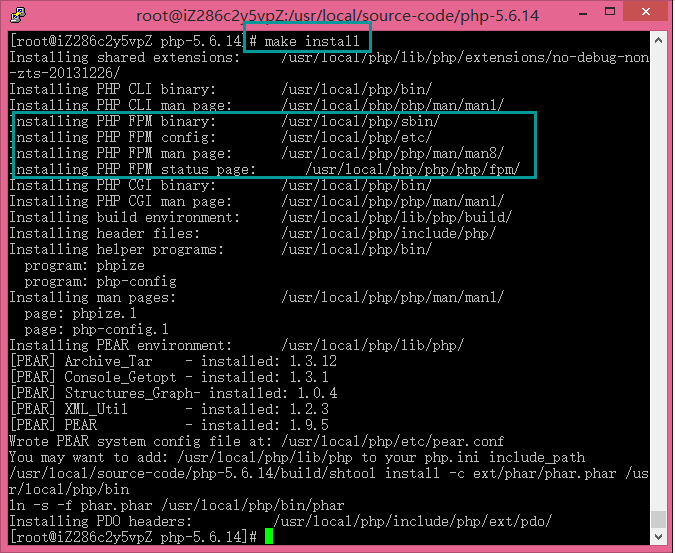 root@iZ286c2y5vpZ:/usr/local/source-code/php-5.6.14
[root@iZ286c2y5vpZ php-5.6.14]# make install
Installing shared extensions:     /usr/local/php/lib/php/extensions/no-debug-non
-zts-20131226/
Installing PHP CLI binary:        /usr/local/php/bin/
Installing PHP CLI man page:      /usr/local/php/php/man/man1/
Installing PHP FPM binary:        /usr/local/php/sbin/
Installing PHP FPM config:        /usr/local/php/etc/
Installing PHP FPM man page:      /usr/local/php/php/man/man8/
Installing PHP FPM status page:      /usr/local/php/php/php/fpm/
Installing PHP CGI binary:        /usr/local/php/bin/
Installing PHP CGI man page:      /usr/local/php/php/man/man1/
Installing build environment:     /usr/local/php/lib/php/build/
Installing header files:          /usr/local/php/include/php/
Installing helper programs:       /usr/local/php/bin/
  program: phpize
  program: php-config
Installing man pages:             /usr/local/php/php/man/man1/
  page: phpize.1
  page: php-config.1
Installing PEAR environment:      /usr/local/php/lib/php/
[PEAR] Archive_Tar    - installed: 1.3.12
[PEAR] Console_Getopt - installed: 1.3.1
[PEAR] Structures_Graph- installed: 1.0.4
[PEAR] XML_Util       - installed: 1.2.3
[PEAR] PEAR           - installed: 1.9.5
Wrote PEAR system config file at: /usr/local/php/etc/pear.conf
You may want to add: /usr/local/php/lib/php to your php.ini include_path
/usr/local/source-code/php-5.6.14/build/shtool install -c ext/phar/phar.phar /us
r/local/php/bin
ln -s -f phar.phar /usr/local/php/bin/phar
Installing PDO headers:          /usr/local/php/include/php/ext/pdo/
[root@iZ286c2y5vpZ php-5.6.14]#